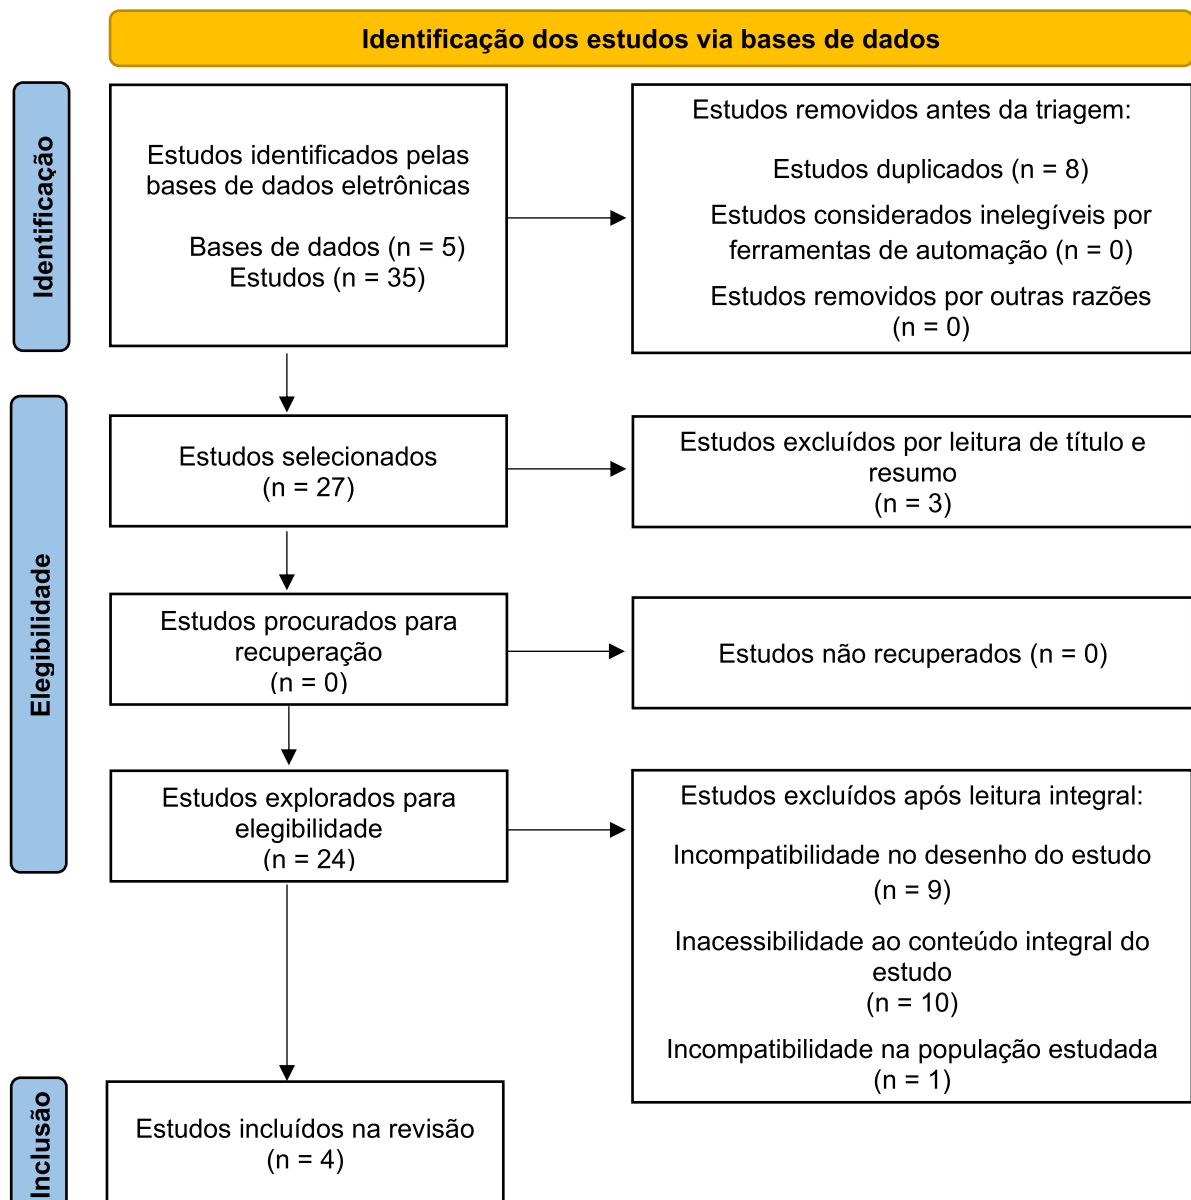 Identificação dos estudos via bases de dados
Identificação
Estudos identificados pelas
bases de dados eletrônicas
Bases de dados (n = 5)
Estudos (n = 35)
Estudos removidos antes da triagem:
Estudos duplicados (n = 8)
Estudos considerados inelegíveis por
ferramentas de automação (n = 0)
Estudos removidos por outras razões
(n = 0)
Elegibilidade
Estudos selecionados
(n = 27)
Estudos excluídos por leitura de título e
resumo
(n = 3)
Estudos procurados para
recuperação
(n = 0)
Estudos não recuperados (n = 0)
Estudos explorados para
elegibilidade
(n = 24)
Estudos excluídos após leitura integral:
Incompatibilidade no desenho do estudo
(n = 9)
Inacessibilidade ao conteúdo integral do
estudo
(n = 10)
Incompatibilidade na população estudada
(n = 1)
Inclusão
Estudos incluídos na revisão
(n = 4)